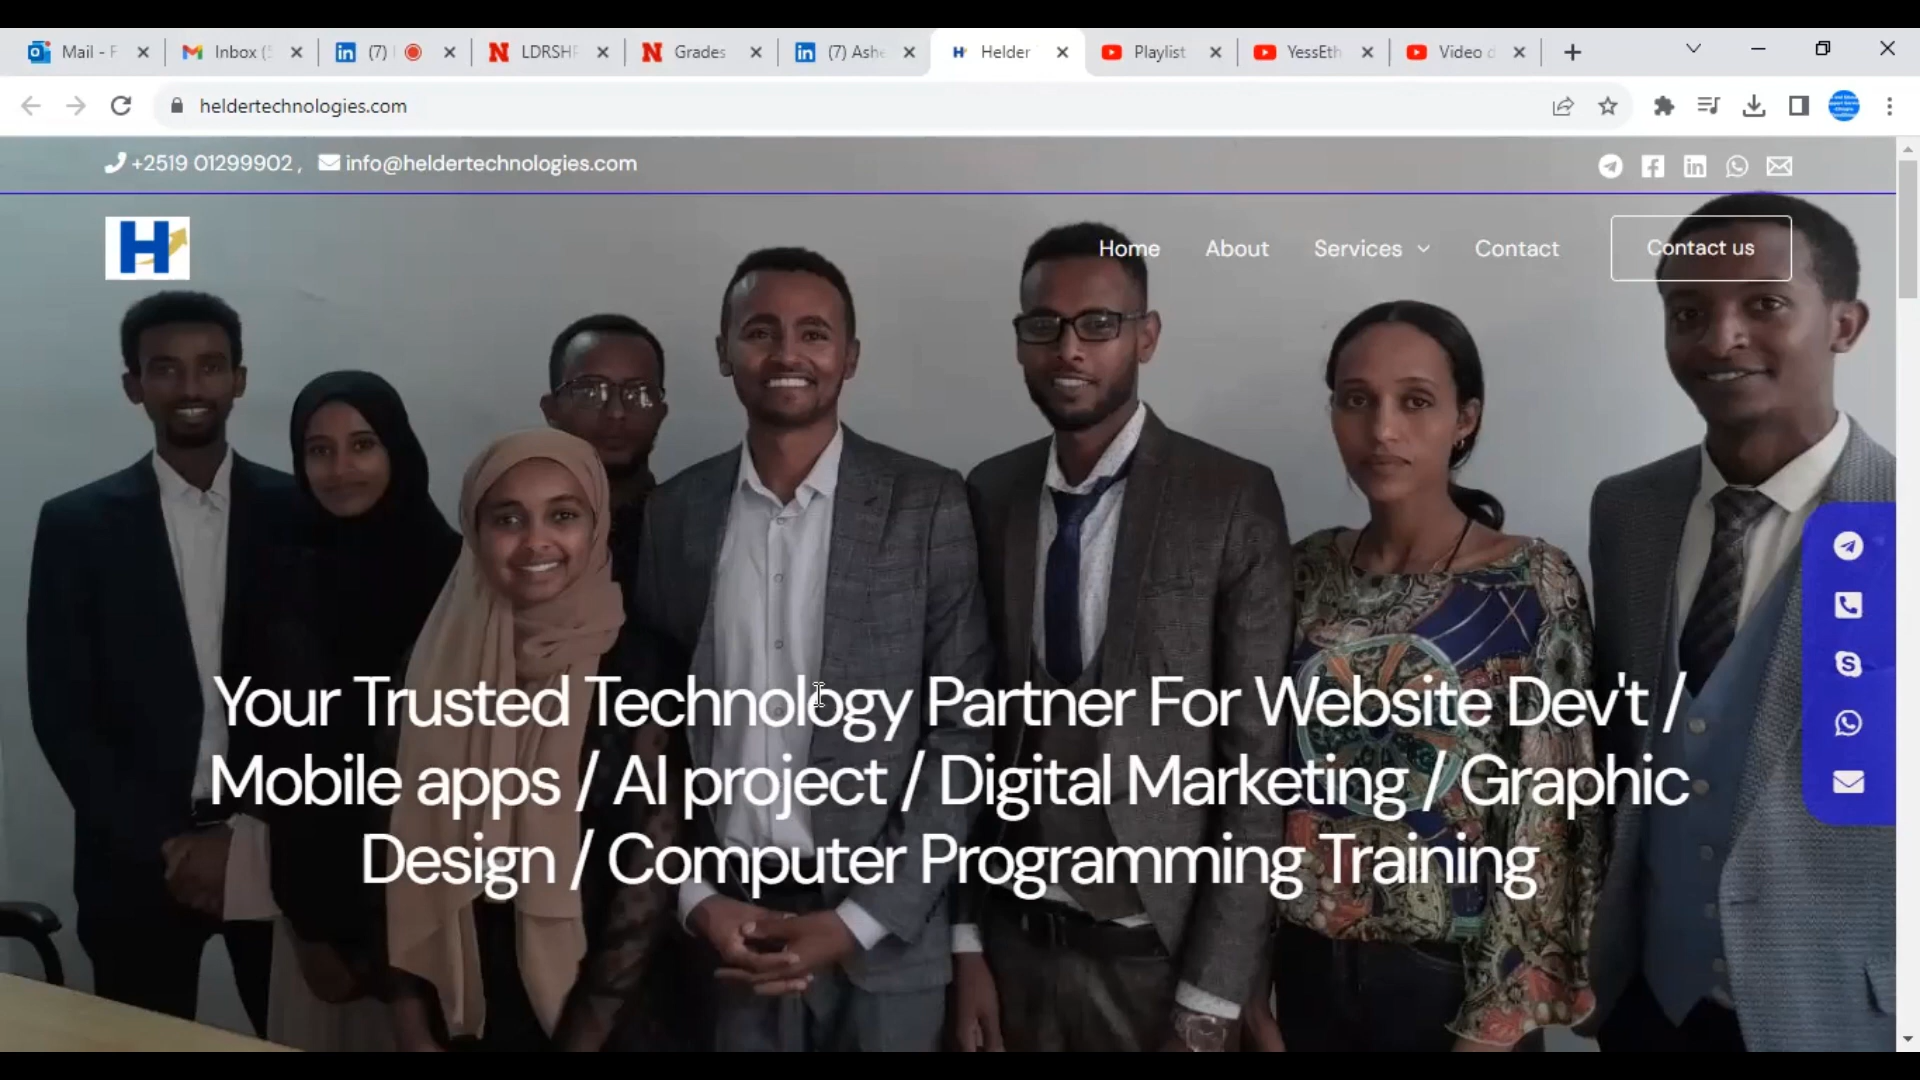 Mail - F
Inbox (
(7)
LDRSHF
Grades
(7) Ashe
Helder
Playlist
YessEth
Video
heldertechnologies.com
+2519 01299902 , info@heldertechnologies.com
H
Home About Services Contact Contact us
Your Trusted Technology Partner For Website Dev't /
Mobile apps / AI project / Digital Marketing / Graphic
Design / Computer Programming Training